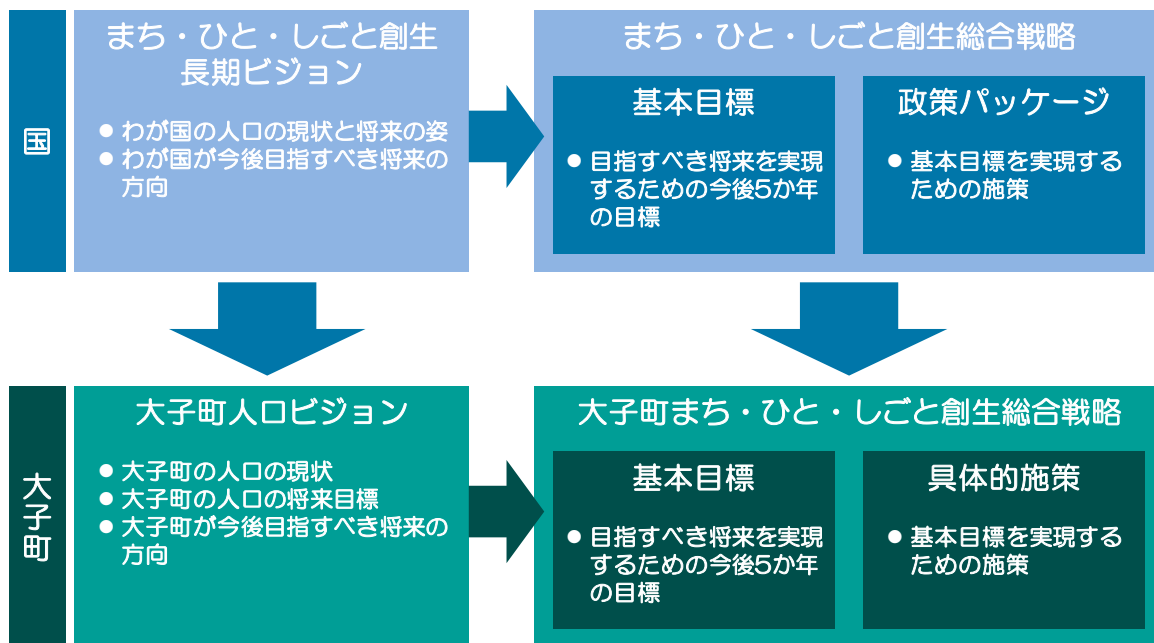 国
まち・ひと・しごと創生
長期ビジョン
● わが国の人口の現状と将来の姿
● わが国が今後目指すべき将来の
方向
まち・ひと・しごと創生総合戦略
基本目標
● 目指すべき将来を実現
するための今後5か年
の目標
政策パッケージ
● 基本目標を実現する
ための施策
大子町
大子町人口ビジョン
● 大子町の人口の現状
● 大子町の人口の将来目標
● 大子町が今後目指すべき将来の
方向
大子町まち・ひと・しごと創生総合戦略
基本目標
● 目指すべき将来を実現
するための今後5か年
の目標
具体的施策
● 基本目標を実現する
ための施策